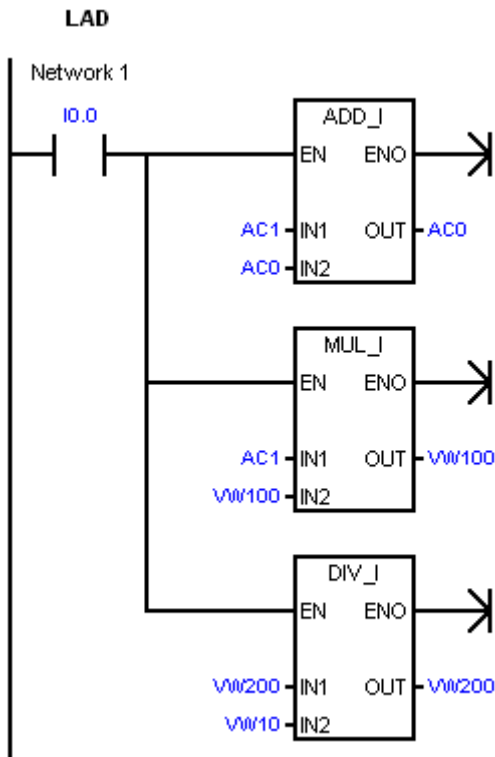 LAD
Network 1
I0.0
ADD_I
EN ENO
AC1 IN1 OUT AC0
AC0 IN2
MUL_I
EN ENO
AC1 IN1 OUT VW100
VW100 IN2
DIV_I
EN ENO
VW200 IN1 OUT VW200
VW10 IN2